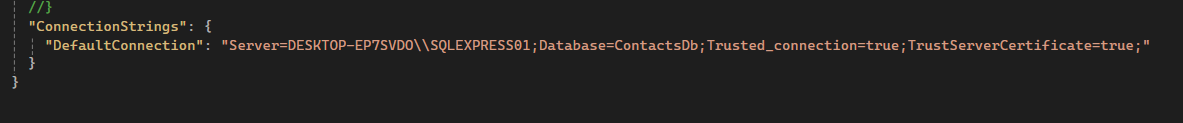 //}
"ConnectionStrings": {
"DefaultConnection": "Server=DESKTOP-EP7SVDO\\SQLEXPRESS01;Database=ContactsDb;Trusted_connection=true;TrustServerCertificate=true;"
}
}